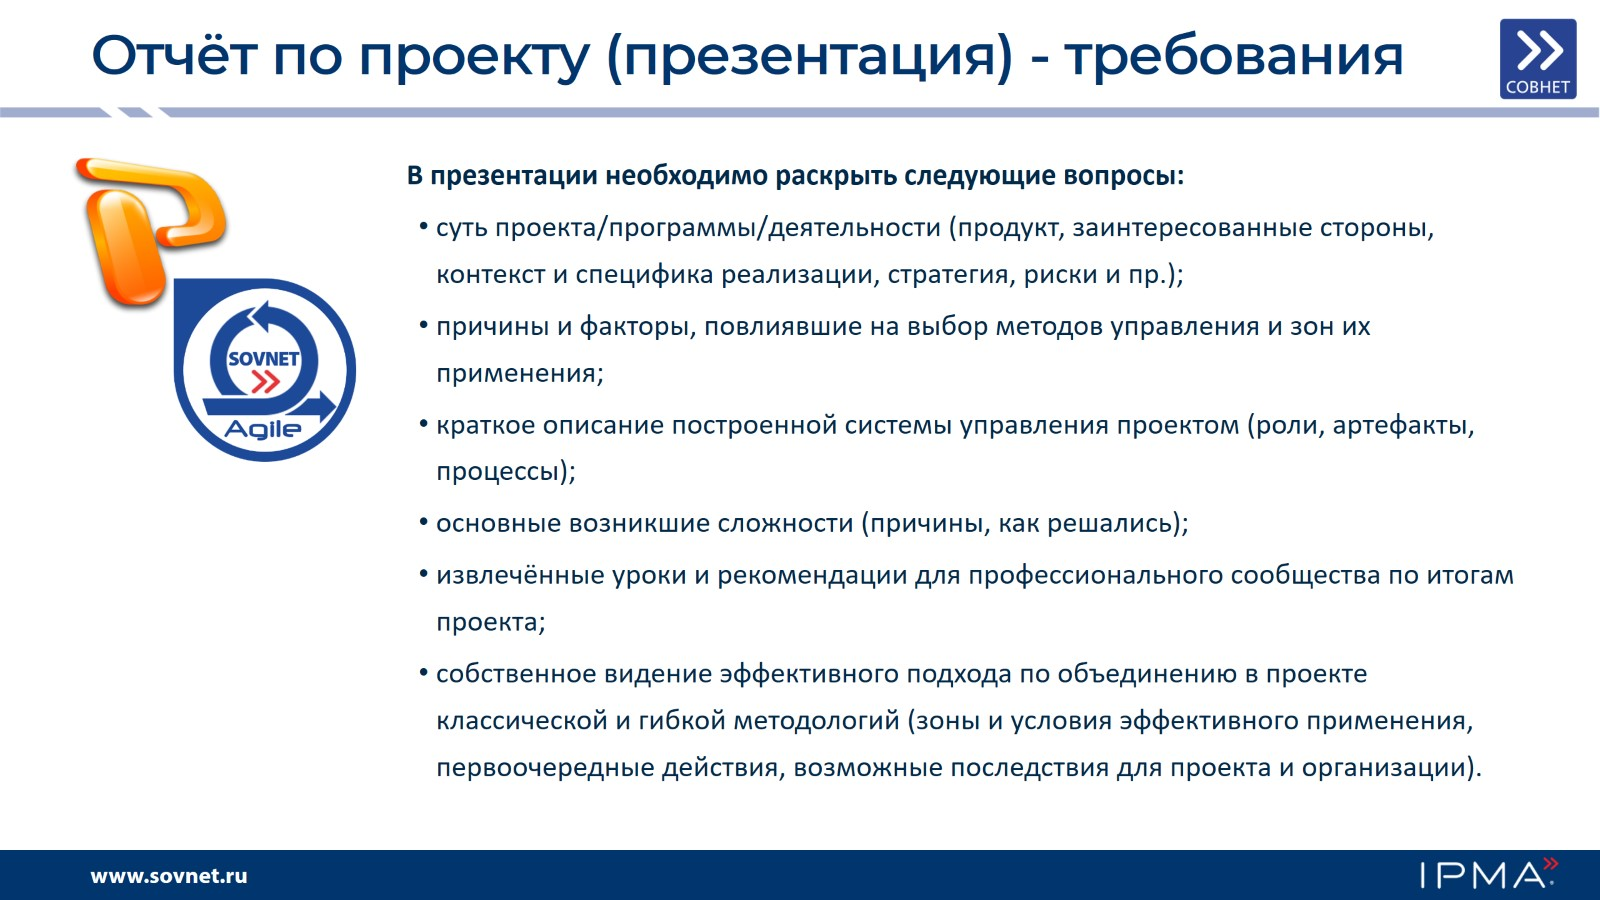 Отчёт по проекту (презентация) - требования
СОВНЕТ
В презентации необходимо раскрыть следующие вопросы:
• суть проекта/программы/деятельности (продукт, заинтересованные стороны,
контекст и специфика реализации, стратегия, риски и пр.);
• причины и факторы, повлиявшие на выбор методов управления и зон их
применения;
• краткое описание построенной системы управления проектом (роли, артефакты,
процессы);
• основные возникшие сложности (причины, как решались);
• извлечённые уроки и рекомендации для профессионального сообщества по итогам
проекта;
• собственное видение эффективного подхода по объединению в проекте
классической и гибкой методологий (зоны и условия эффективного применения,
первоочередные действия, возможные последствия для проекта и организации).
SOVNET
Agile
www.sovnet.ru
IPMA